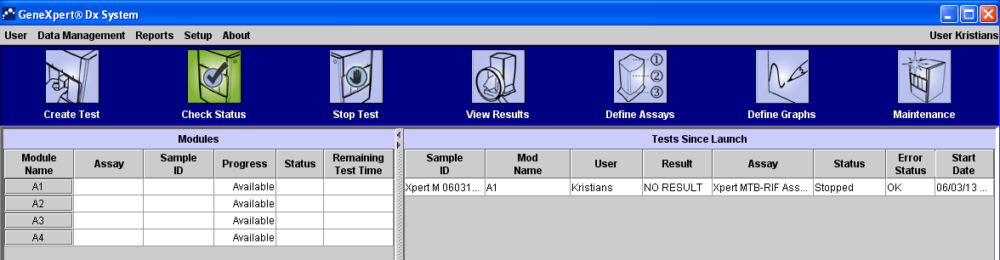 GeneXpert® Dx System
User Data Management Reports Setup About User Kristians
① ② ③
Create Test Check Status Stop Test View Results Define Assays Define Graphs Maintenance
Modules Tests Since Launch
Module Name Assay Sample ID Progress Status Remaining Test Time Sample ID Mod Name User Result Assay Status Error Status Start Date
A1 Available Xpert M 06031... A1 Kristians NO RESULT Xpert MTB-RIF Ass... Stopped OK 06/03/13 ...
A2 Available
A3 Available
A4 Available